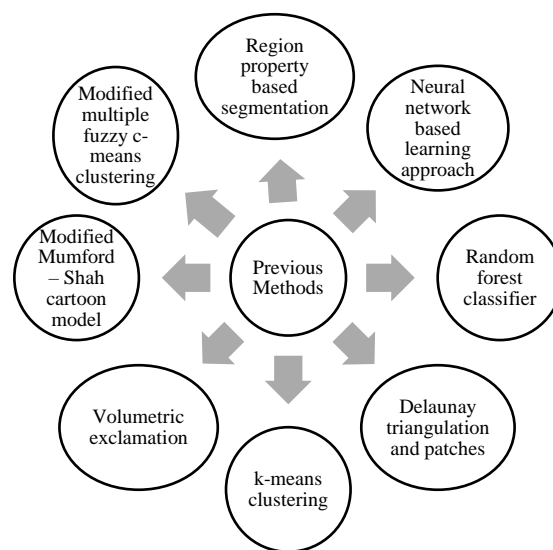 Region
property
based
segmentation
Neural
network
based
learning
approach
Random
forest
classifier
Delaunay
triangulation
and patches
k-means
clustering
Volumetric
exclamation
Modified
Mumford
– Shah
cartoon
model
Modified
multiple
fuzzy c-
means
clustering
Previous
Methods